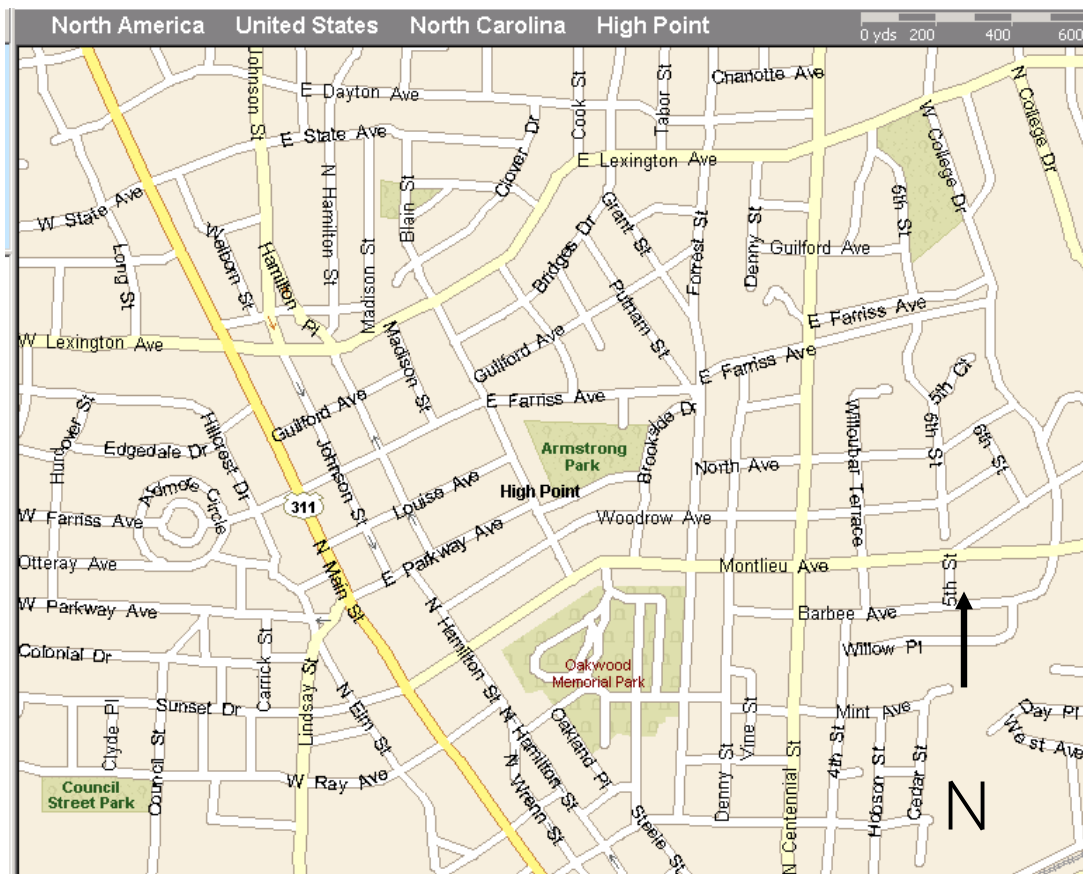 North America United States North Carolina High Point
0 yds 200 400 600
Johnson St
E Dayton Ave
Cook St
Tabor St
Charlotte Ave
N College Dr
E State Ave
Clover Dr
E Lexington Ave
W College Dr
W State Ave
N Hamilton St
Blain St
Grant St
6th St
Long St
Welborn St
Hamilton Pl
Madison St
Bridges Dr
Forrest St
Denny St
Guilford Ave
Putnam St
E Farriss Ave
W Lexington Ave
Madison St
Guilford Ave
E Farriss Ave
Hurdover St
Hillcrest Dr
Guilford Ave
E Farriss Ave
Brookside Dr
Willoubar Terrace
5th Ct
6th St
6th St
Edgedale Dr
Johnson St
Armstrong
Park
North Ave
Admore Circle
Louise Ave
High Point
311
W Farriss Ave
Woodrow Ave
Otteray Ave
N Main St
E Parkway Ave
Montlieu Ave
5th St
W Parkway Ave
N Hamilton St
Barbee Ave
Colonial Dr
Carrick St
Willow Pl
Oakwood
Memorial Park
Lindsay St
N Elm St
Sunset Dr
Clyde Pl
Council St
N Hamilton St
Oakland Pl
Vine St
Mint Ave
Day Pl
West Ave
W Ray Ave
N Wrenn St
Denny St
N Centennial St
4th St
Hobson St
Cedar St
Council
Street Park
Steele St
N